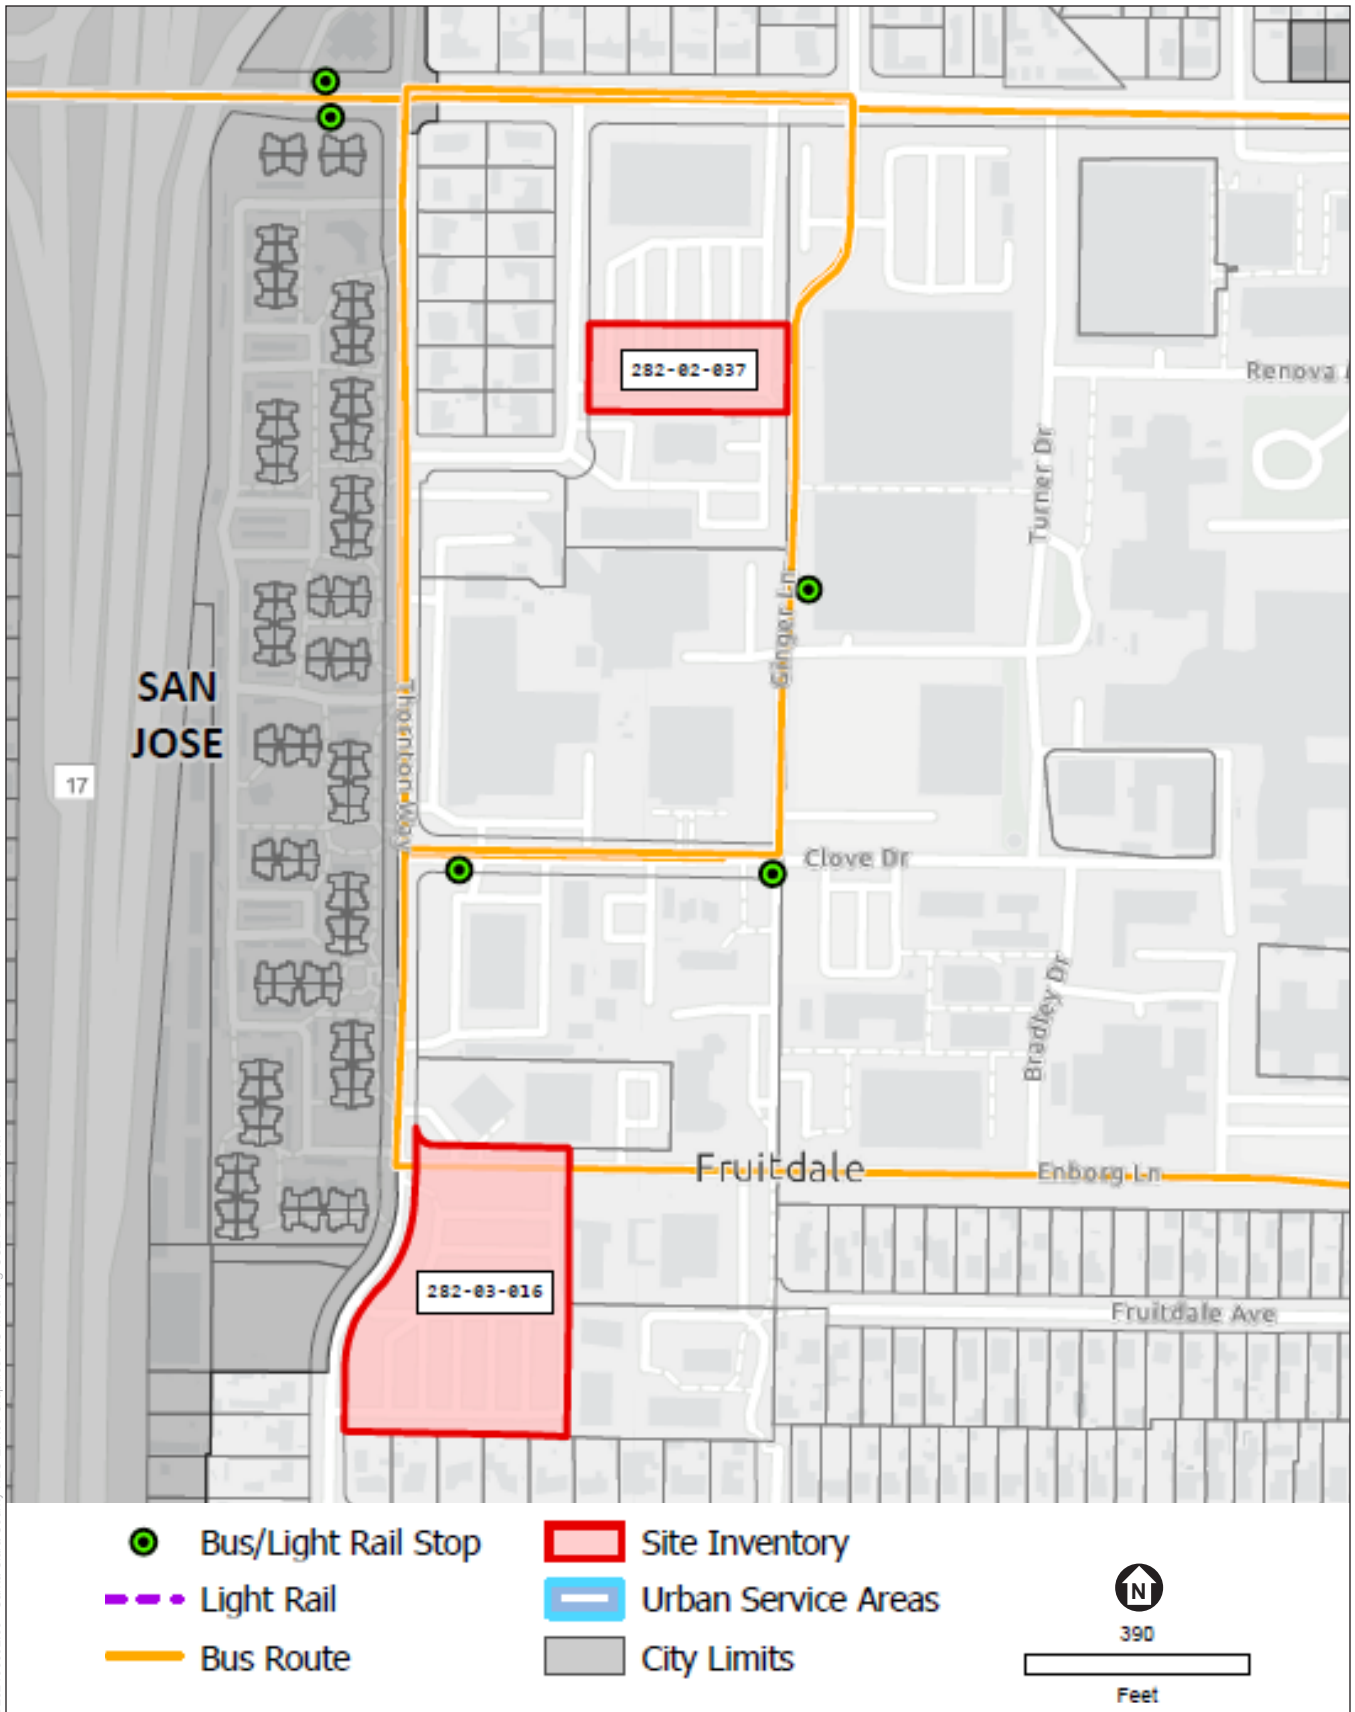 282-02-037
Renova
Turner Dr
Ginger Ln
SAN
JOSE
Thornton Way
17
Clove Dr
Bradley Dr
Fruitdale
Enborg Ln
282-03-016
Fruitdale Ave
Bus/Light Rail Stop
Site Inventory
Light Rail
Urban Service Areas
N
390
Bus Route
City Limits
Feet